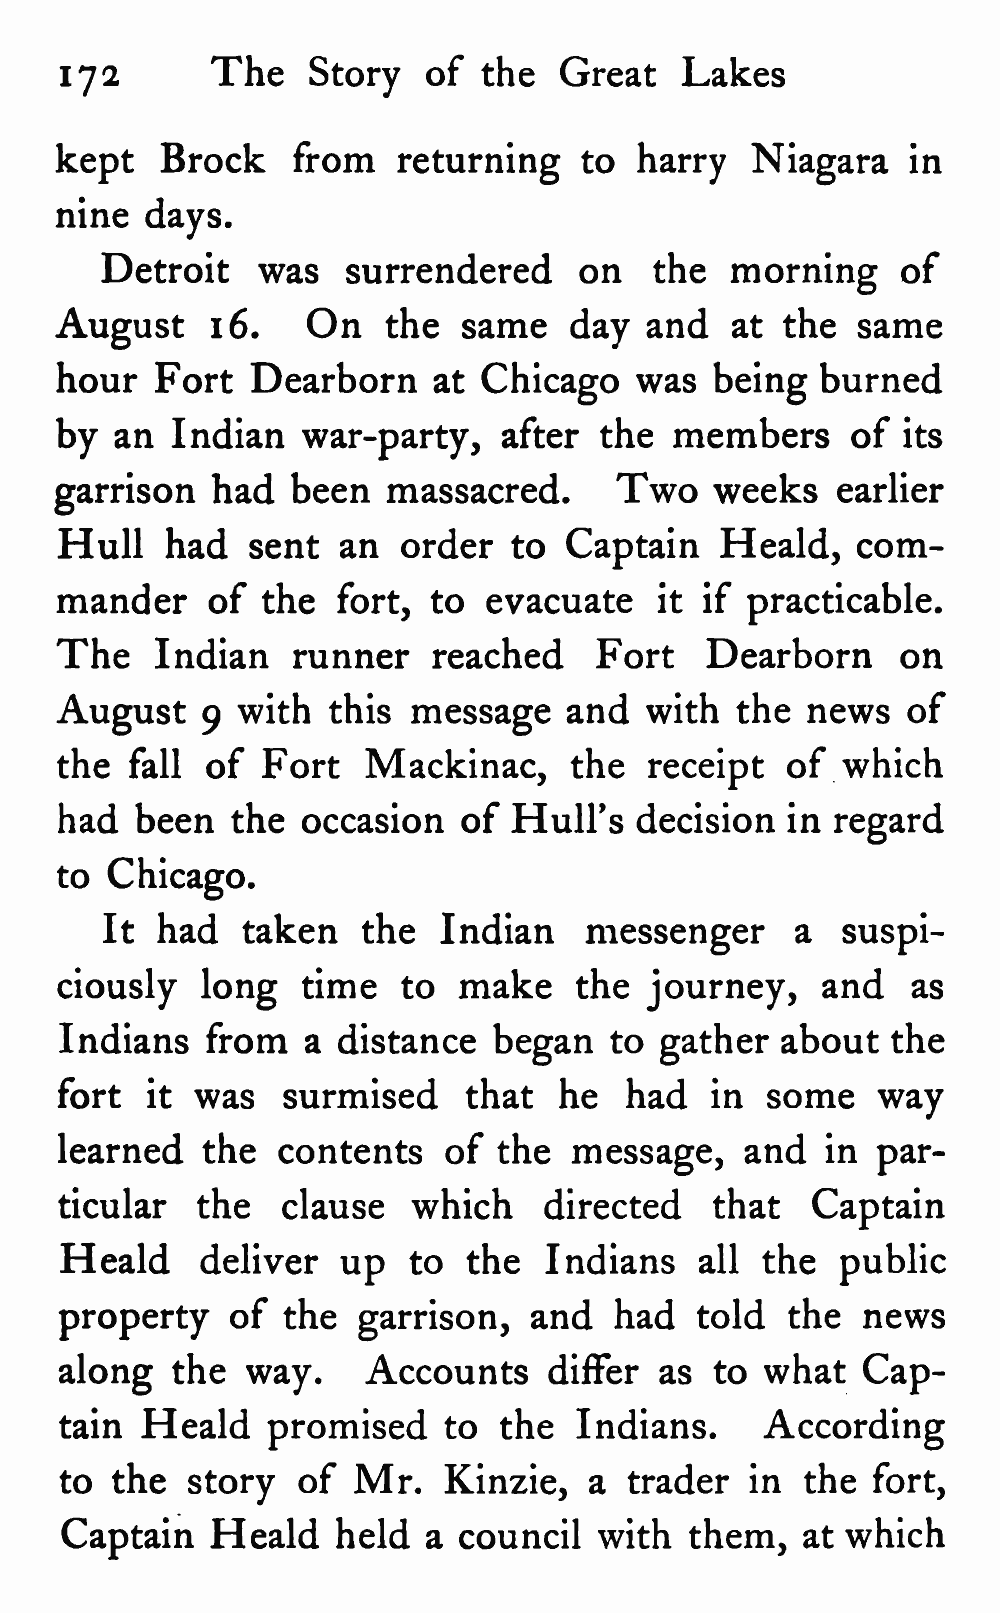 172 The Story of the Great Lakes
kept Brock from returning to harry Niagara in
nine days.
Detroit was surrendered on the morning of
August 16. On the same day and at the same
hour Fort Dearborn at Chicago was being burned
by an Indian war-party, after the members of its
garrison had been massacred. Two weeks earlier
Hull had sent an order to Captain Heald, com-
mander of the fort, to evacuate it if practicable.
The Indian runner reached Fort Dearborn on
August 9 with this message and with the news of
the fall of Fort Mackinac, the receipt of which
had been the occasion of Hull's decision in regard
to Chicago.
It had taken the Indian messenger a suspi-
ciously long time to make the journey, and as
Indians from a distance began to gather about the
fort it was surmised that he had in some way
learned the contents of the message, and in par-
ticular the clause which directed that Captain
Heald deliver up to the Indians all the public
property of the garrison, and had told the news
along the way. Accounts differ as to what Cap-
tain Heald promised to the Indians. According
to the story of Mr. Kinzie, a trader in the fort,
Captain Heald held a council with them, at which